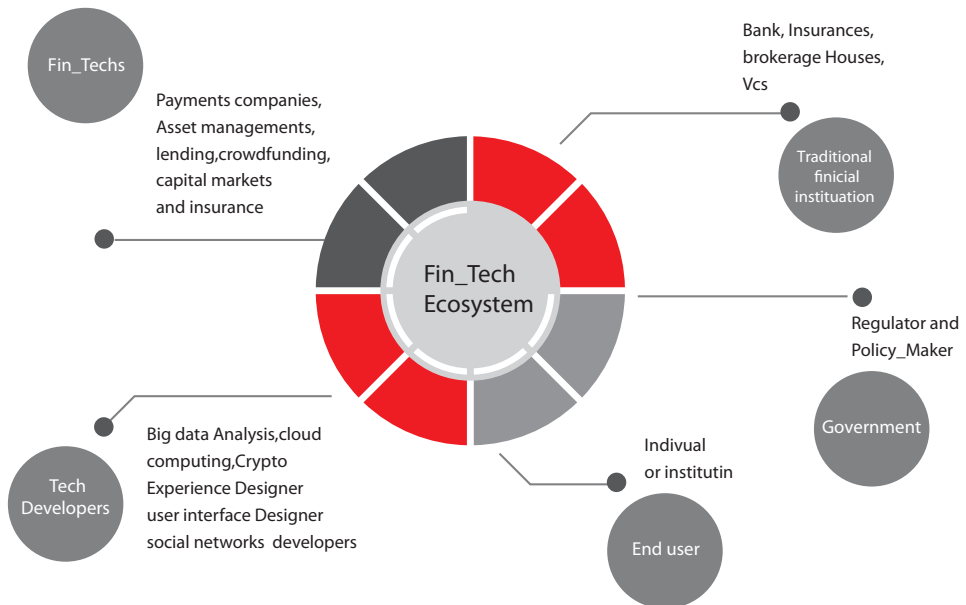 Fin_Techs
Payments companies,
Asset managements,
lending,crowdfunding,
capital markets
and insurance
Bank, Insurances,
brokerage Houses,
Vcs
Traditional
finicial
instituation
Fin_Tech
Ecosystem
Regulator and
Policy_Maker
Government
Big data Analysis,cloud
computing,Crypto
Experience Designer
user interface Designer
social networks developers
Tech
Developers
Indivual
or institutin
End user